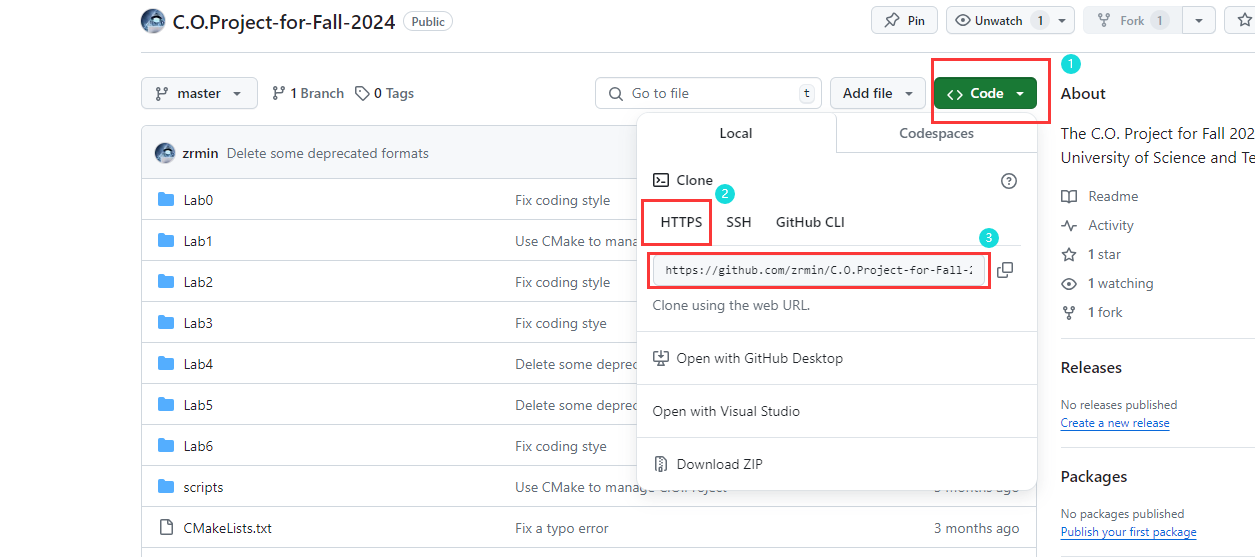 C.O.Project-for-Fall-2024 Public Pin Unwatch 1 Fork 1
master 1 Branch 0 Tags Go to file t Add file <> Code 1 About
Local Codespaces
The C.O. Project for Fall 202
University of Science and Te
zrmin Delete some deprecated formats
Clone
2
Lab0 Fix coding style
Readme
HTTPS SSH GitHub CLI
Activity
Lab1 Use CMake to mana
3
1 star
https://github.com/zrmin/C.O.Project-for-Fall-2
Lab2 Fix coding style
1 watching
Clone using the web URL.
1 fork
Lab3 Fix coding stye
Open with GitHub Desktop
Lab4 Delete some deprec
Releases
Lab5 Delete some deprec
No releases published
Open with Visual Studio
Create a new release
Lab6 Fix coding stye
Download ZIP
Packages
scripts Use CMake to manage
No packages published
CMakeLists.txt Fix a typo error 3 months ago
Publish your first package